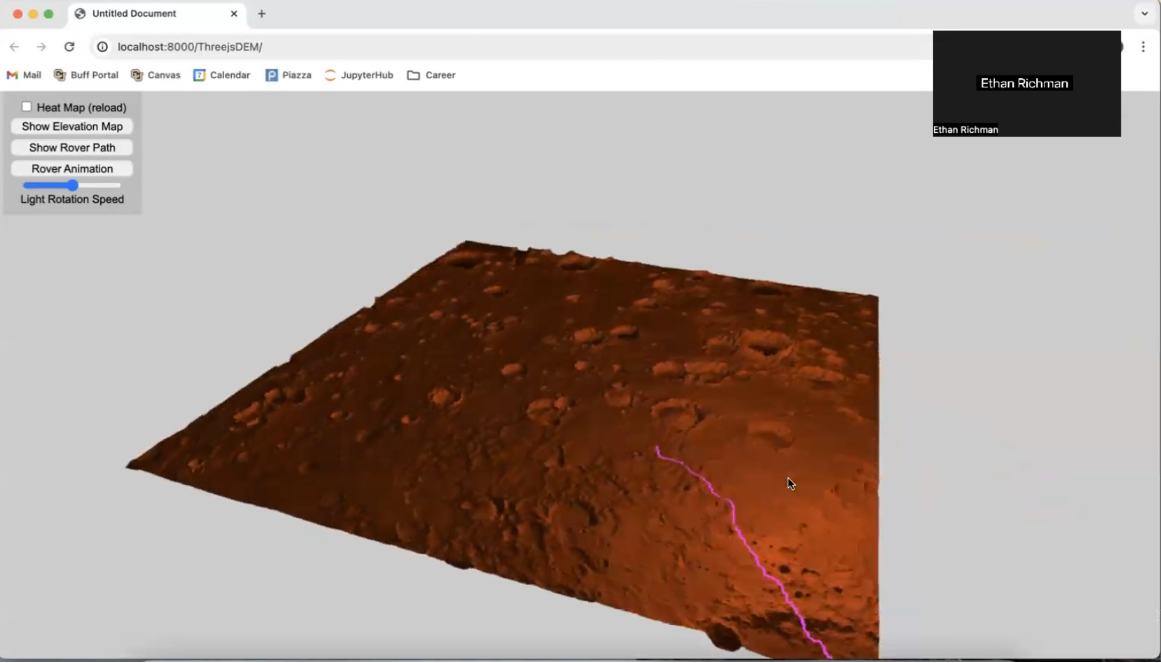 Untitled Document
localhost:8000/ThreejsDEM/
Mail Buff Portal Canvas Calendar Piazza JupyterHub Career
Ethan Richman
Ethan Richman
Heat Map (reload)
Show Elevation Map
Show Rover Path
Rover Animation
Light Rotation Speed